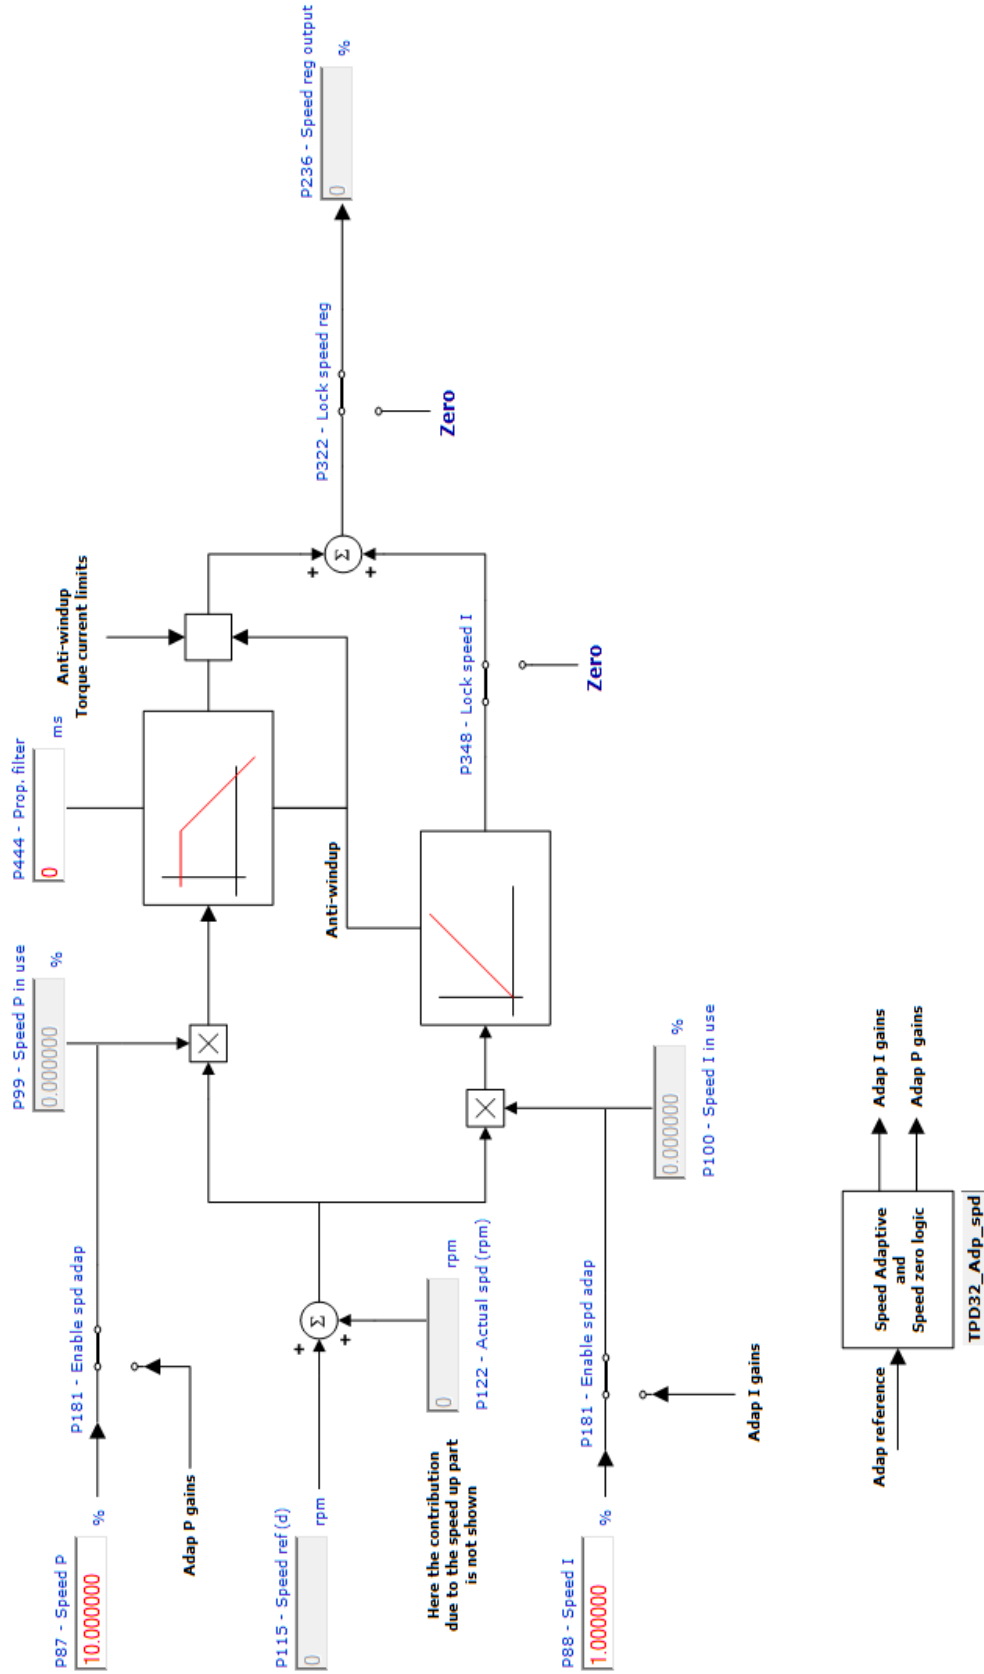 P87 - Speed P
10.000000
%
P181 - Enable spd adap
Adap P gains
P99 - Speed P in use
0.000000
%
P444 - Prop. filter
0
ms
Anti-windup
Torque current limits
P115 - Speed ref (d)
0
rpm
Σ
+
+
Here the contribution
due to the speed up part
is not shown
0
rpm
P122 - Actual spd (rpm)
Anti-windup
Σ
+
+
P322 - Lock speed reg
Zero
P236 - Speed reg output
0
%
P348 - Lock speed I
Zero
P88 - Speed I
1.000000
%
P181 - Enable spd adap
Adap I gains
0.000000
%
P100 - Speed I in use
Adap reference
Speed Adaptive
and
Speed zero logic
TPD32_Adp_spd
Adap I gains
Adap P gains